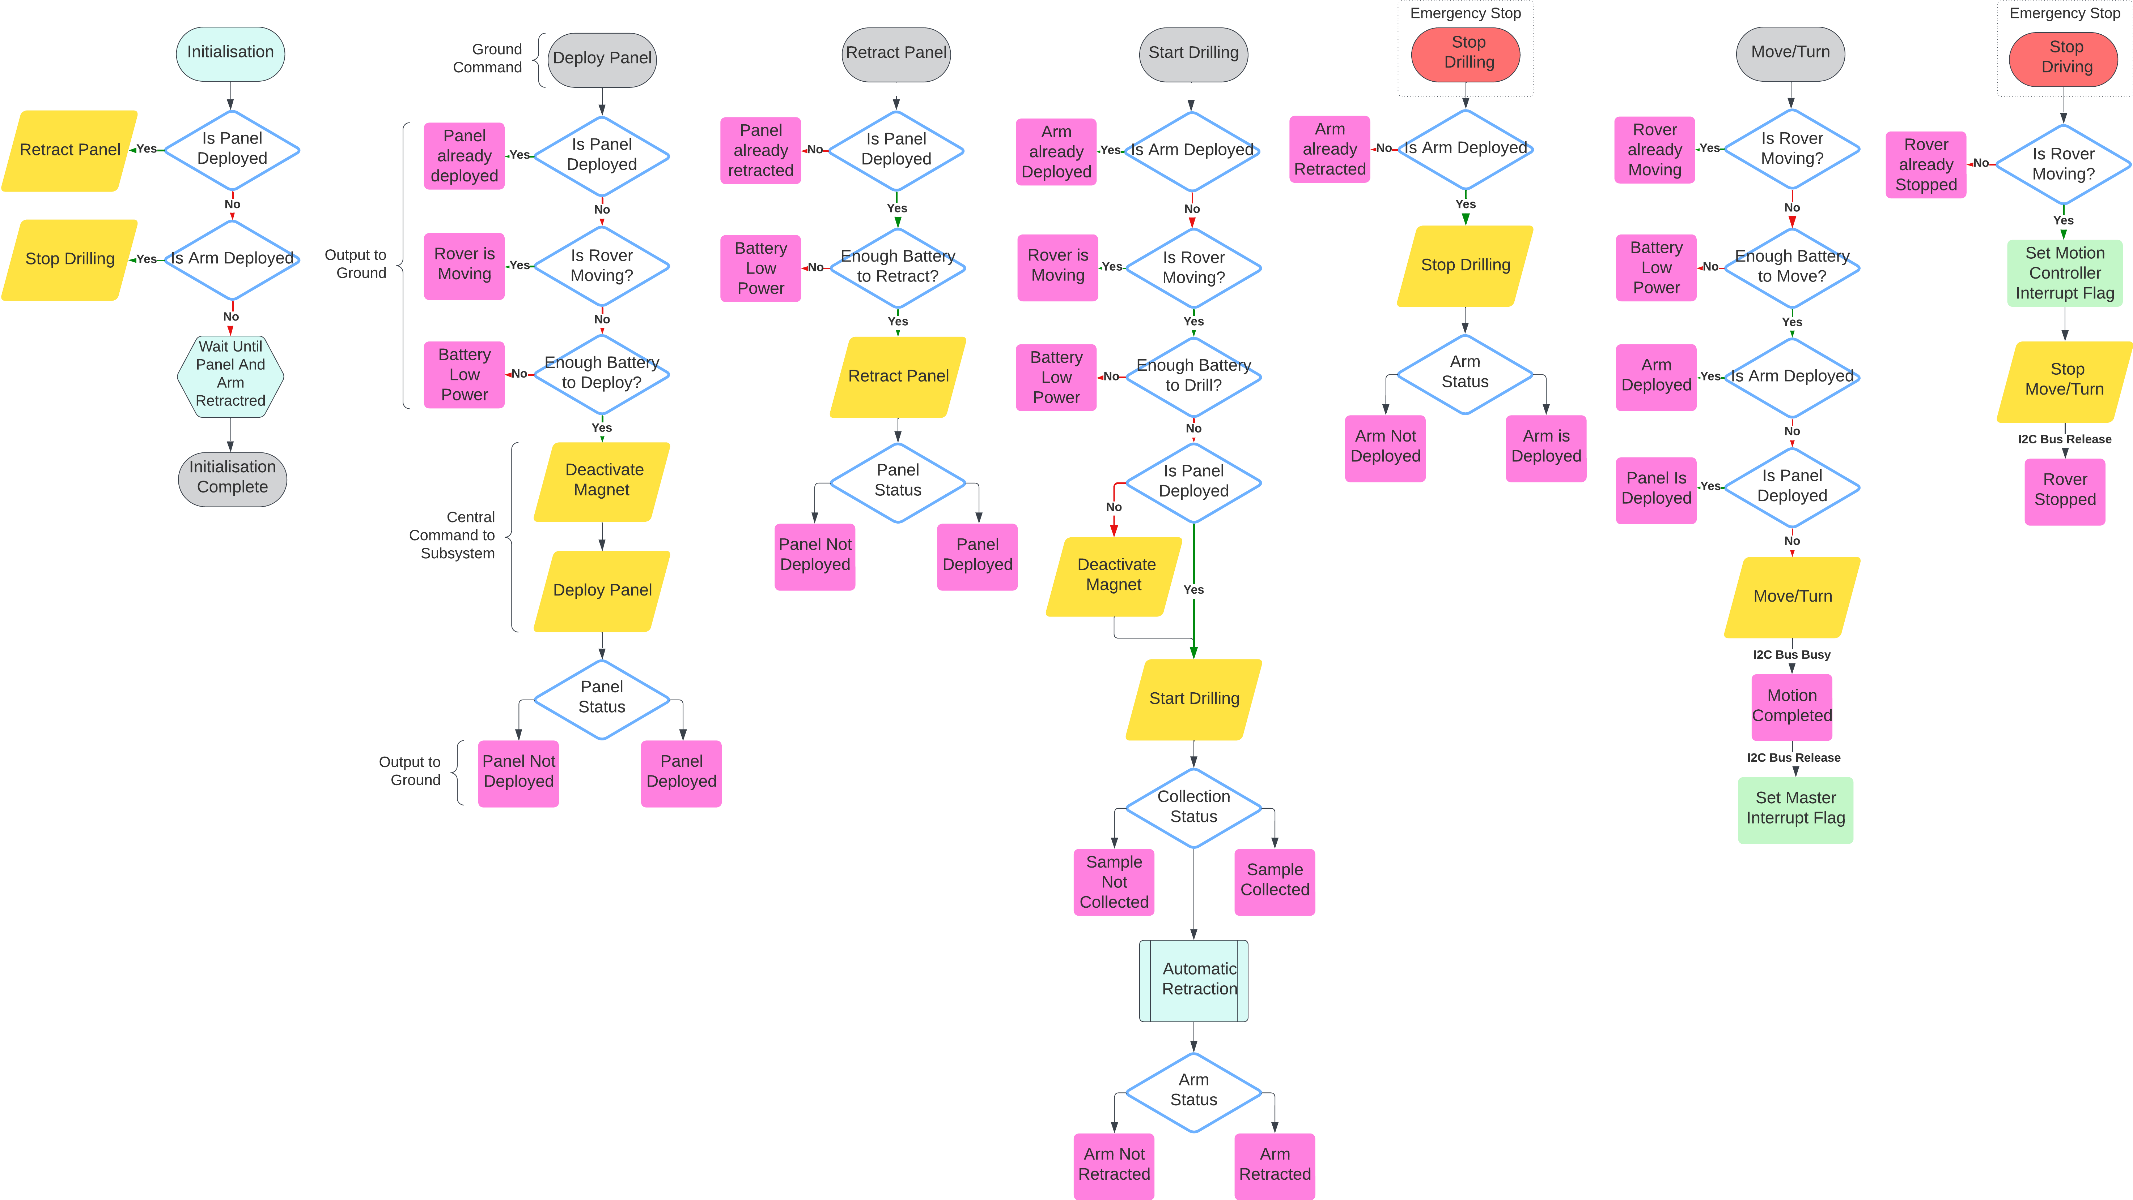 Initialisation
Is Panel
Deployed
Yes
Retract Panel
No
Is Arm Deployed
Yes
Stop Drilling
No
Wait Until
Panel And
Arm
Retractred
Initialisation
Complete
Ground
Command
Deploy Panel
Is Panel
Deployed
Yes
Panel
already
deployed
No
Output to
Ground
Is Rover
Moving?
Yes
Rover is
Moving
No
Enough Battery
to Deploy?
No
Battery
Low
Power
Yes
Central
Command to
Subsystem
Deactivate
Magnet
Deploy Panel
Panel
Status
Output to
Ground
Panel Not
Deployed
Panel
Deployed
Retract Panel
Is Panel
Deployed
No
Panel
already
retracted
Yes
Enough Battery
to Retract?
No
Battery
Low
Power
Yes
Retract Panel
Panel
Status
Panel Not
Deployed
Panel
Deployed
Start Drilling
Is Arm Deployed
Yes
Arm
already
Deployed
No
Is Rover
Moving?
Yes
Rover is
Moving
Yes
Enough Battery
to Drill?
No
Battery
Low
Power
No
Is Panel
Deployed
No
Deactivate
Magnet
Yes
Start Drilling
Collection
Status
Sample
Not
Collected
Sample
Collected
Automatic
Retraction
Arm
Status
Arm Not
Retracted
Arm
Retracted
Emergency Stop
Stop
Drilling
Is Arm Deployed
No
Arm
already
Retracted
Yes
Stop Drilling
Arm
Status
Arm Not
Deployed
Arm is
Deployed
Move/Turn
Is Rover
Moving?
Yes
Rover
already
Moving
No
Enough Battery
to Move?
No
Battery
Low
Power
Yes
Is Arm Deployed
Yes
Arm
Deployed
No
Is Panel
Deployed
Yes
Panel Is
Deployed
No
Move/Turn
I2C Bus Busy
Motion
Completed
I2C Bus Release
Set Master
Interrupt Flag
Emergency Stop
Stop
Driving
Is Rover
Moving?
No
Rover
already
Stopped
Yes
Set Motion
Controller
Interrupt Flag
Stop
Move/Turn
I2C Bus Release
Rover
Stopped